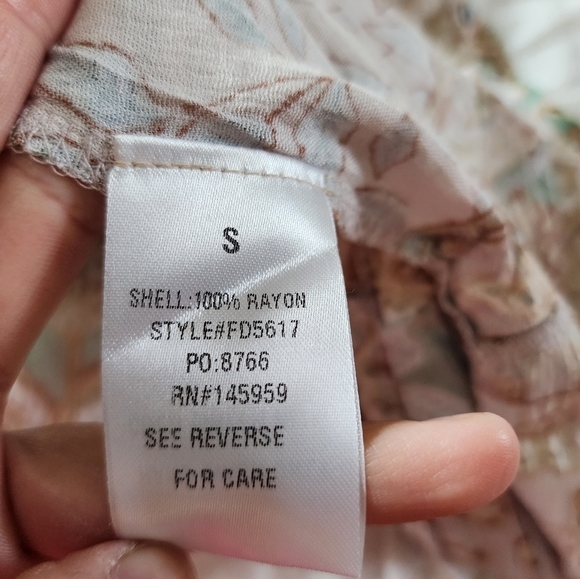 S
SHELL:100% RAYON
STYLE#FD5617
PO:8766
RN#145959
SEE REVERSE
FOR CARE